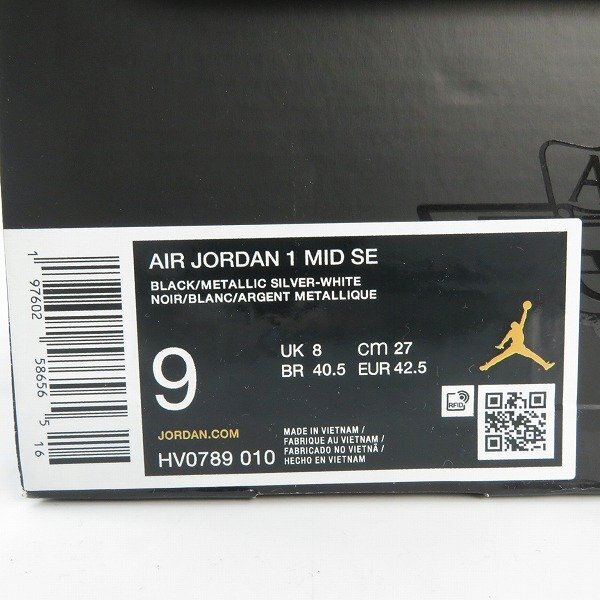 AIR JORDAN 1 MID SE
BLACK/METALLIC SILVER-WHITE
NOIR/BLANC/ARGENT METALLIQUE
9
UK 8 cm 27
BR 40.5 EUR 42.5
RFID
JORDAN.COM
HV0789 010
MADE IN VIETNAM /
FABRIQUE AU VIETNAM /
FABRICADO NO VIETNÃ /
HECHO EN VIETNAM
1 97602 58656 5 16